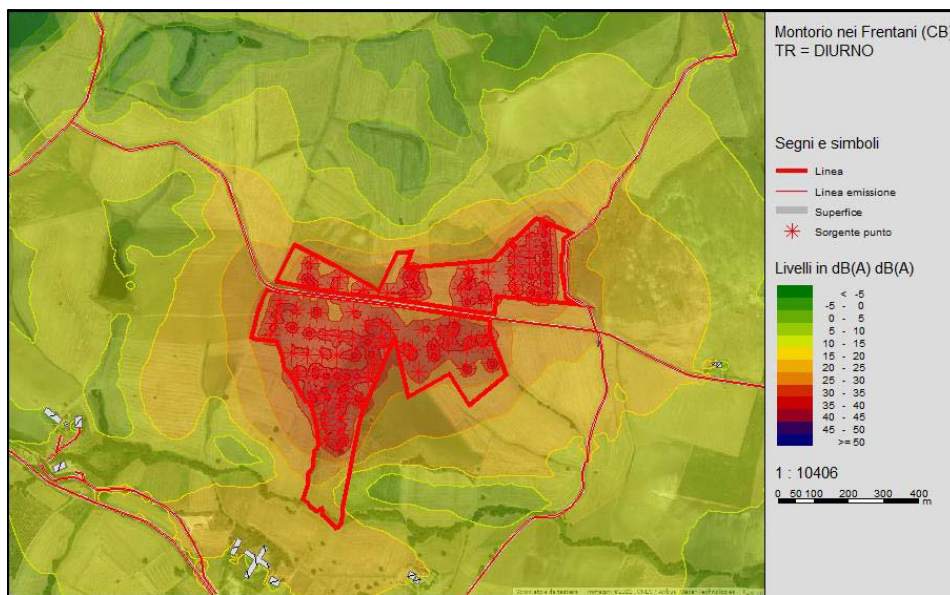 Montorio nei Frentani (CB)
TR = DIURNO
Segni e simboli
Linea
Linea emissione
Superfice
Sorgente punto
Livelli in dB(A) dB(A)
< -5
-5 - 0
0 - 5
5 - 10
10 - 15
15 - 20
20 - 25
25 - 30
30 - 35
35 - 40
40 - 45
45 - 50
>= 50
1 : 10406
0 50 100 200 300 400
m